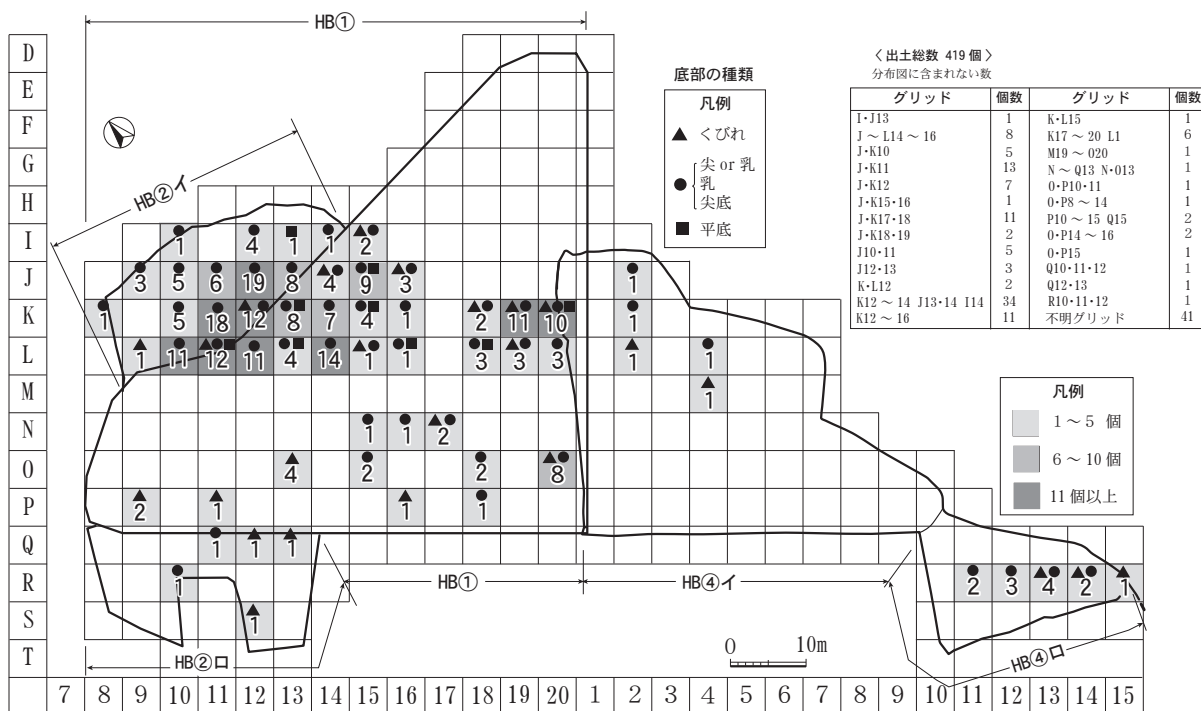 HB①
〈 出土総数 419 個 〉
分布図に含まれない数
グリッド 個数 グリッド 個数
I・J13 1 K・L15 1
J ～ L14 ～ 16 8 K17 ～ 20 L1 6
J・K10 5 M19 ～ 020 1
J・K11 13 N ～ Q13 N・013 1
J・K12 7 O・P10・11 1
J・K15・16 1 O・P8 ～ 14 1
J・K17・18 11 P10 ～ 15 Q15 2
J・K18・19 2 O・P14 ～ 16 2
J10・11 5 O・P15 1
J12・13 3 Q10・11・12 1
K・L12 2 Q12・13 1
K12 ～ 14 J13・14 I14 34 R10・11・12 1
K12 ～ 16 11 不明グリッド 41
底部の種類
凡例
▲ くびれ
● 尖 or 乳
乳
尖底
■ 平底
HB②イ
D
E
F
G
H
I 1 4 1 1 2
J 3 5 6 19 8 4 9 3 1
K 1 5 18 12 8 7 4 1 2 11 10 1
L 1 11 12 11 4 14 1 1 3 3 3 1 1
M 1
N 1 1 2
O 4 2 2 8
P 2 1 1 1
Q 1 1 1
R 1 2 3 4 2 1
S 1
T
凡例
1 ～ 5 個
6 ～ 10 個
11 個以上
HB① HB④イ
HB②ロ 0 10m HB④ロ
7 8 9 10 11 12 13 14 15 16 17 18 19 20 1 2 3 4 5 6 7 8 9 10 11 12 13 14 15